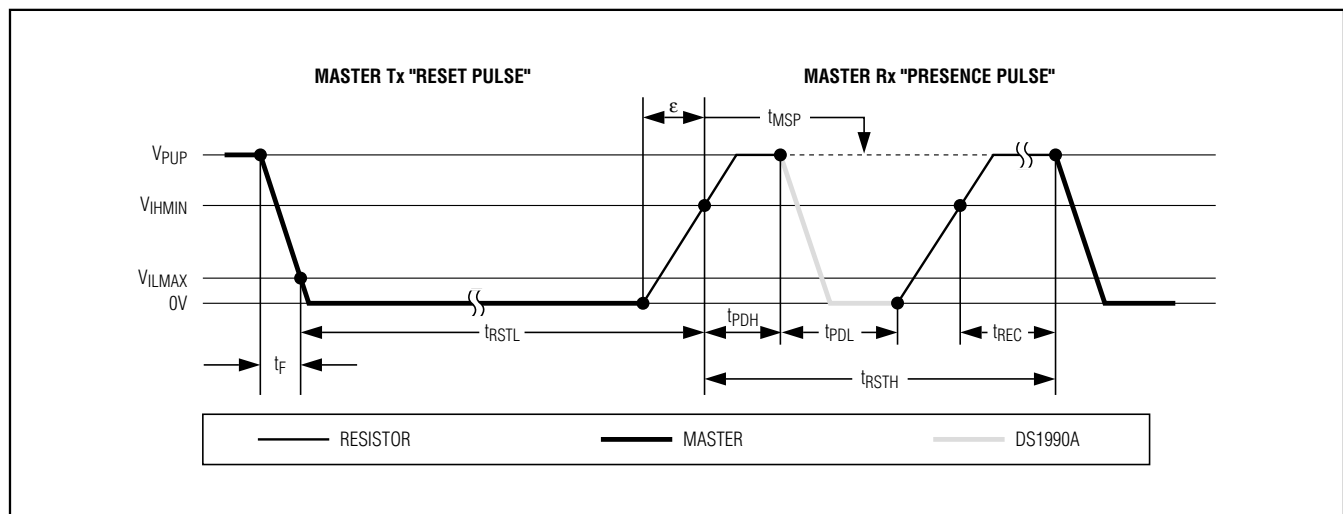 MASTER Tx "RESET PULSE"
MASTER Rx "PRESENCE PULSE"
ε
tMSP
VPUP
VIHMIN
VILMAX
0V
tRSTL
tPDH
tPDL
tREC
tF
tRSTH
RESISTOR
MASTER
DS1990A